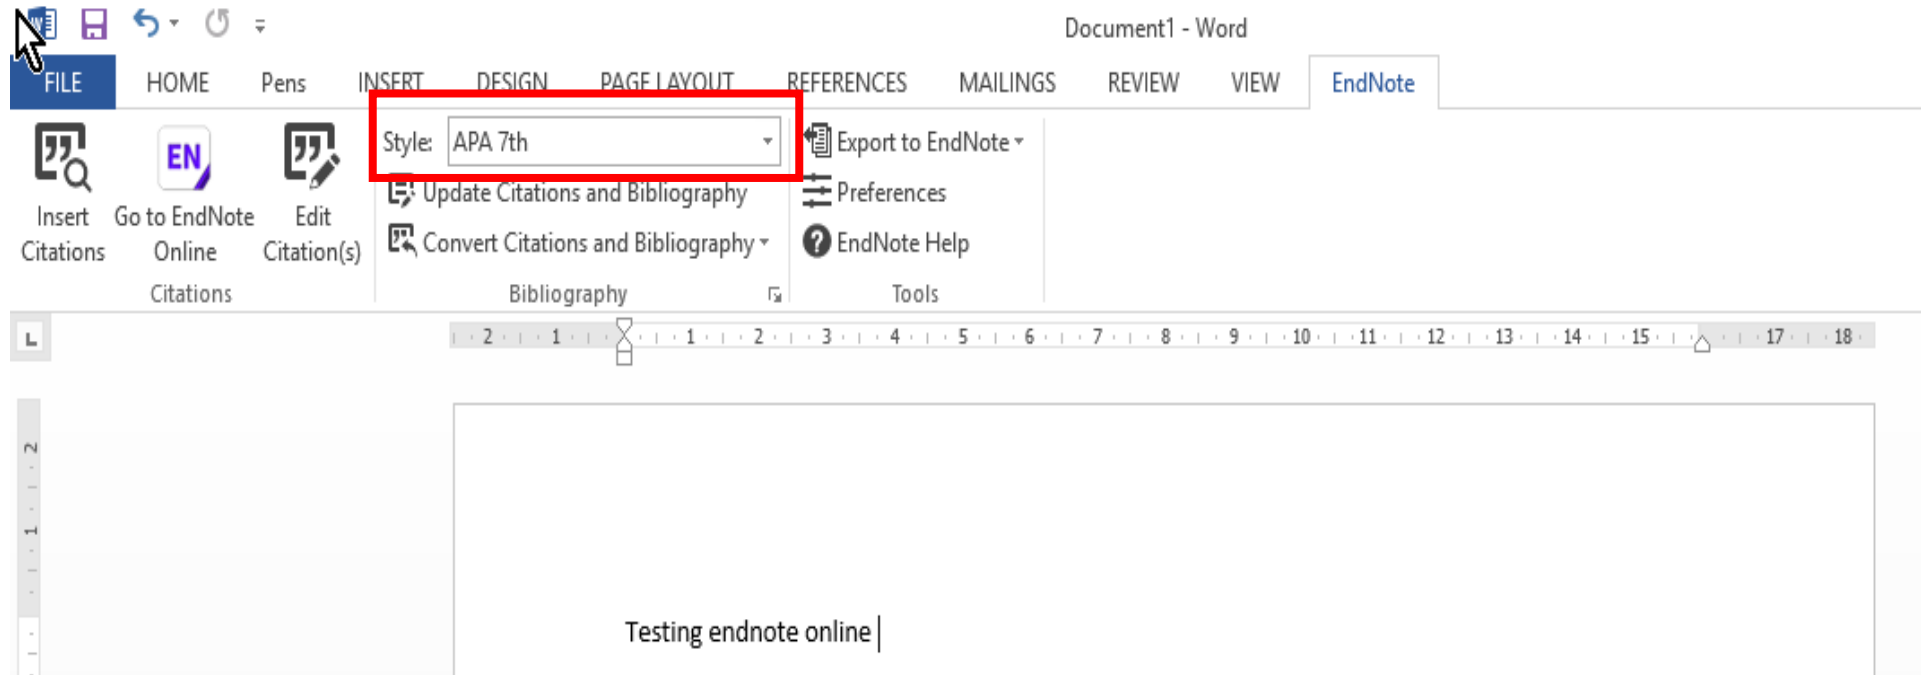 Document1 - Word
FILE HOME Pens INSERT DESIGN PAGE LAYOUT REFERENCES MAILINGS REVIEW VIEW EndNote
Insert Citations
EN
Go to EndNote Online
Edit Citation(s)
Citations
Style: APA 7th
Update Citations and Bibliography
Convert Citations and Bibliography
Bibliography
Export to EndNote
Preferences
? EndNote Help
Tools
L
2 1 1 2 3 4 5 6 7 8 9 10 11 12 13 14 15 17 18
2
1
Testing endnote online